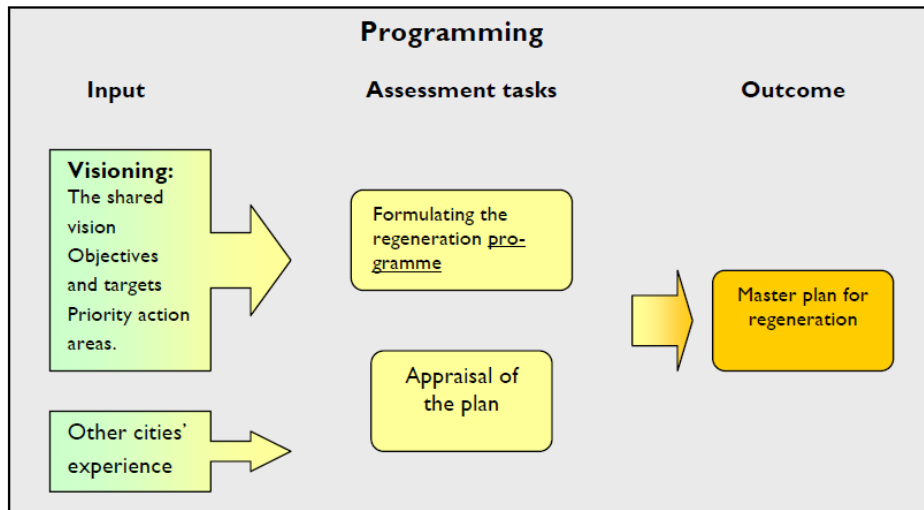 Programming
Input
Assessment tasks
Outcome
Visioning:
The shared
vision
Objectives
and targets
Priority action
areas.
Formulating the
regeneration pro-
gramme
Master plan for
regeneration
Appraisal of
the plan
Other cities’
experience